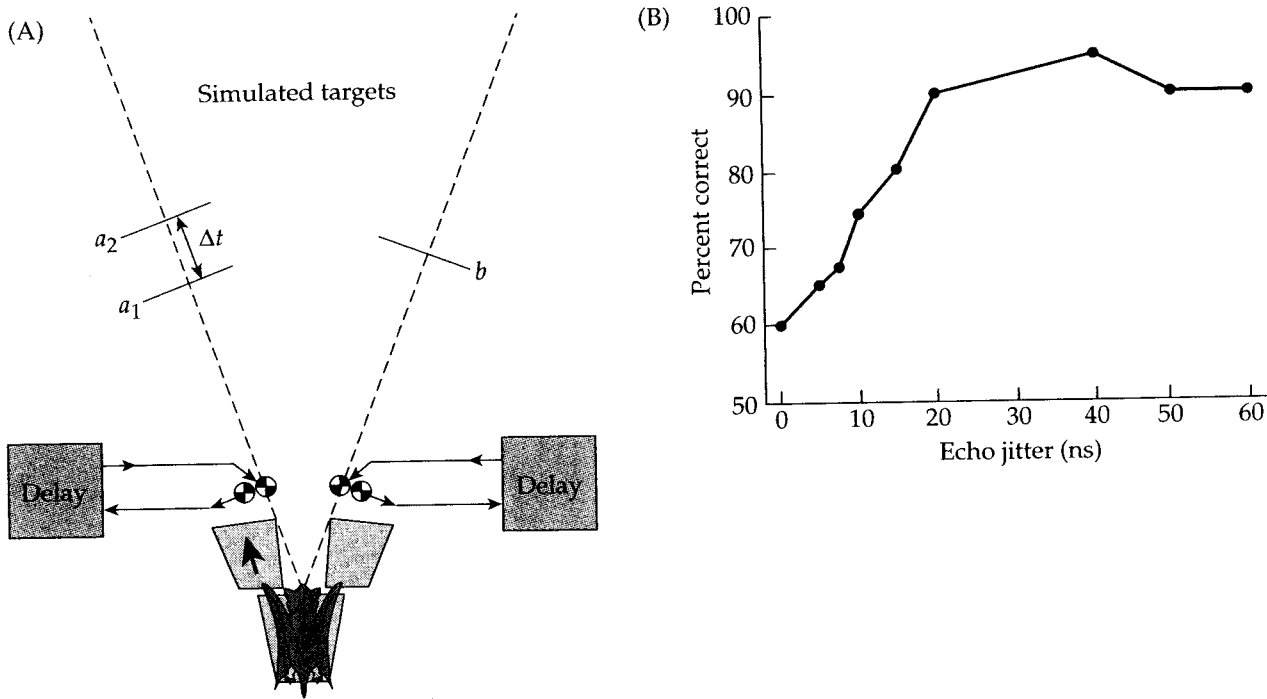 (A)
Simulated targets
a2
Δt
a1
b
Delay
Delay
(B)
100
90
80
70
60
50
Percent correct
0 10 20 30 40 50 60
Echo jitter (ns)